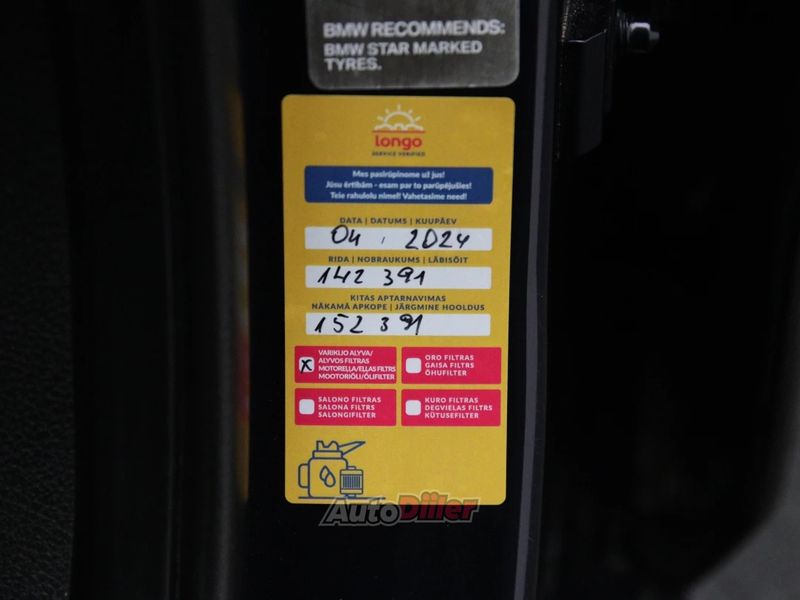 BMW RECOMMENDS:
BMW STAR MARKED
TYRES.
longo
SERVICE VERIFIED
Mes pasirūpinome už jus!
Jūsu ērtībām - esam par to parūpējušies!
Teie rahulolu nimel! Vahetasime need!
DATA | DATUMS | KUUPÄEV
04. 2024
RIDA | NOBRAUKUMS | LÄBISÕIT
142 391
KITAS APTARNAVIMAS
NĀKAMĀ APKOPE | JÄRGMINE HOOLDUS
152 391
X
VARIKLIO ALYVA/
ALYVOS FILTRAS
MOTOREĻĻA/EĻĻAS FILTRS
MOOTORIÕLI/ÕLIFILTER
ORO FILTRAS
GAISA FILTRS
ÕHUFILTER
SALONO FILTRAS
SALONA FILTRS
SALONGIFILTER
KURO FILTRAS
DEGVIELAS FILTRS
KÜTUSEFILTER
AutoDiiler